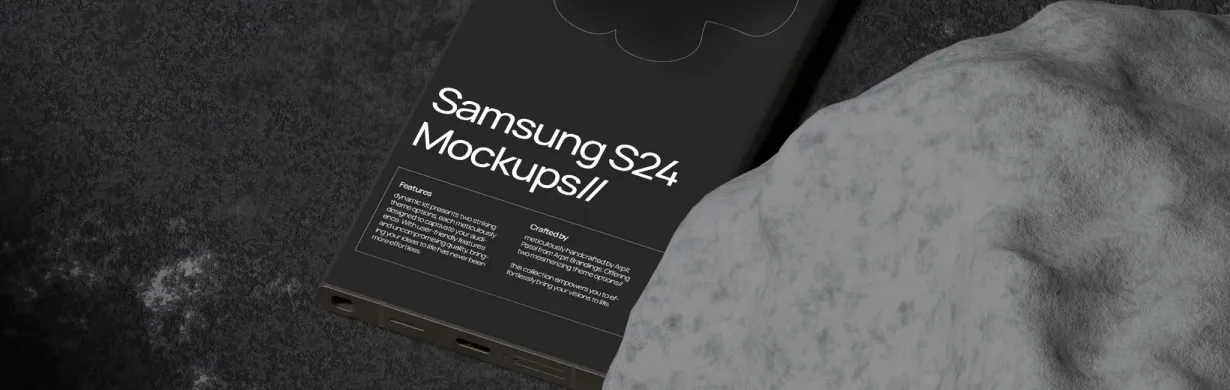 Samsung S24
Mockups//
Features
dynamic kit presents two striking
theme options, each meticulously
designed to captivate your audi-
ence. With user-friendly features
and uncompromising quality, bring-
ing your ideas to life has never been
more effortless.
Crafted by
meticulously handcrafted by Arpit
Patel from Arpit Brandings. Offering
two mesmerizing theme options//
this collection empowers you to ef-
fortlessly bring your visions to life.